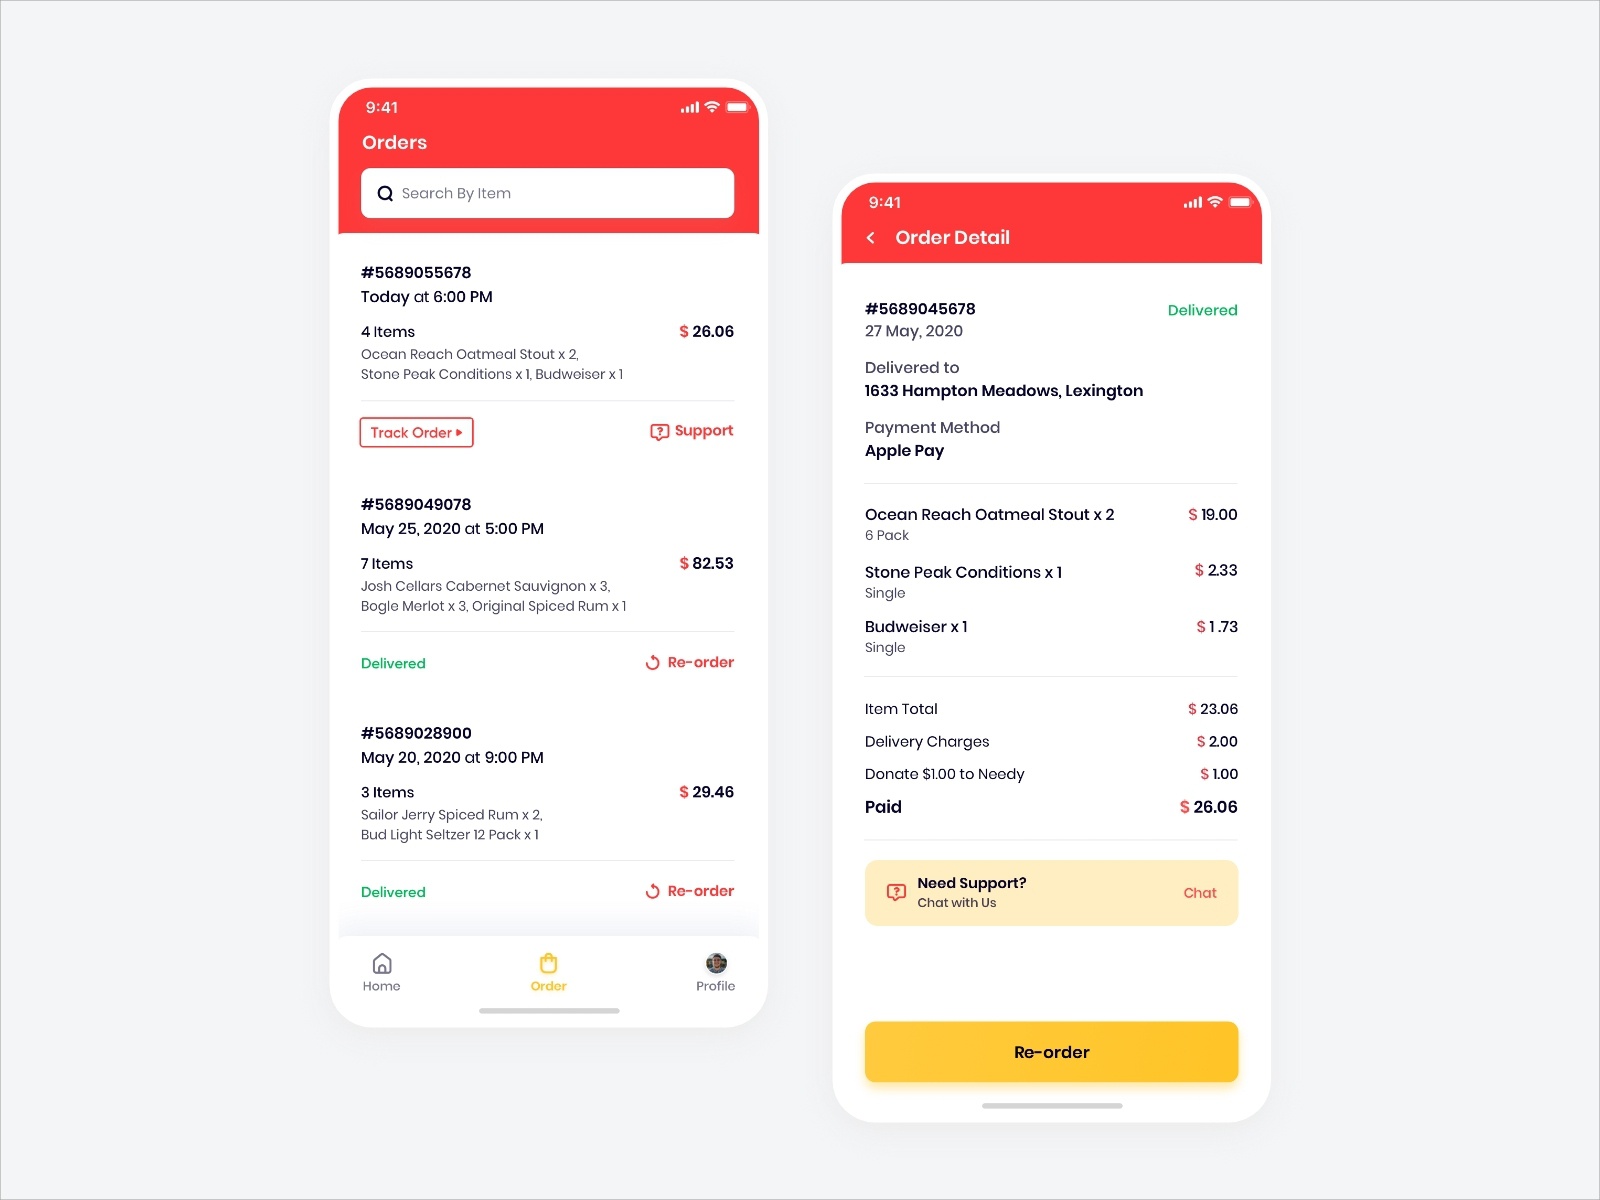 9:41
Orders
Search By Item
#5689055678
Today at 6:00 PM
4 Items $ 26.06
Ocean Reach Oatmeal Stout x 2,
Stone Peak Conditions x 1, Budweiser x 1
Track Order Support
#5689049078
May 25, 2020 at 5:00 PM
7 Items $ 82.53
Josh Cellars Cabernet Sauvignon x 3,
Bogle Merlot x 3, Original Spiced Rum x 1
Delivered Re-order
#5689028900
May 20, 2020 at 9:00 PM
3 Items $ 29.46
Sailor Jerry Spiced Rum x 2,
Bud Light Seltzer 12 Pack x 1
Delivered Re-order
Home Order Profile
9:41
Order Detail
#5689045678 Delivered
27 May, 2020
Delivered to
1633 Hampton Meadows, Lexington
Payment Method
Apple Pay
Ocean Reach Oatmeal Stout x 2 $ 19.00
6 Pack
Stone Peak Conditions x 1 $ 2.33
Single
Budweiser x 1 $ 1.73
Single
Item Total $ 23.06
Delivery Charges $ 2.00
Donate $1.00 to Needy $ 1.00
Paid $ 26.06
Need Support?
Chat with Us
Chat
Re-order